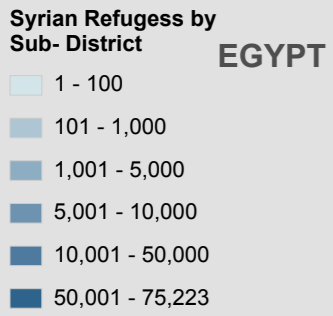 Syrian Refugess by
Sub- District
EGYPT
1 - 100
101 - 1,000
1,001 - 5,000
5,001 - 10,000
10,001 - 50,000
50,001 - 75,223